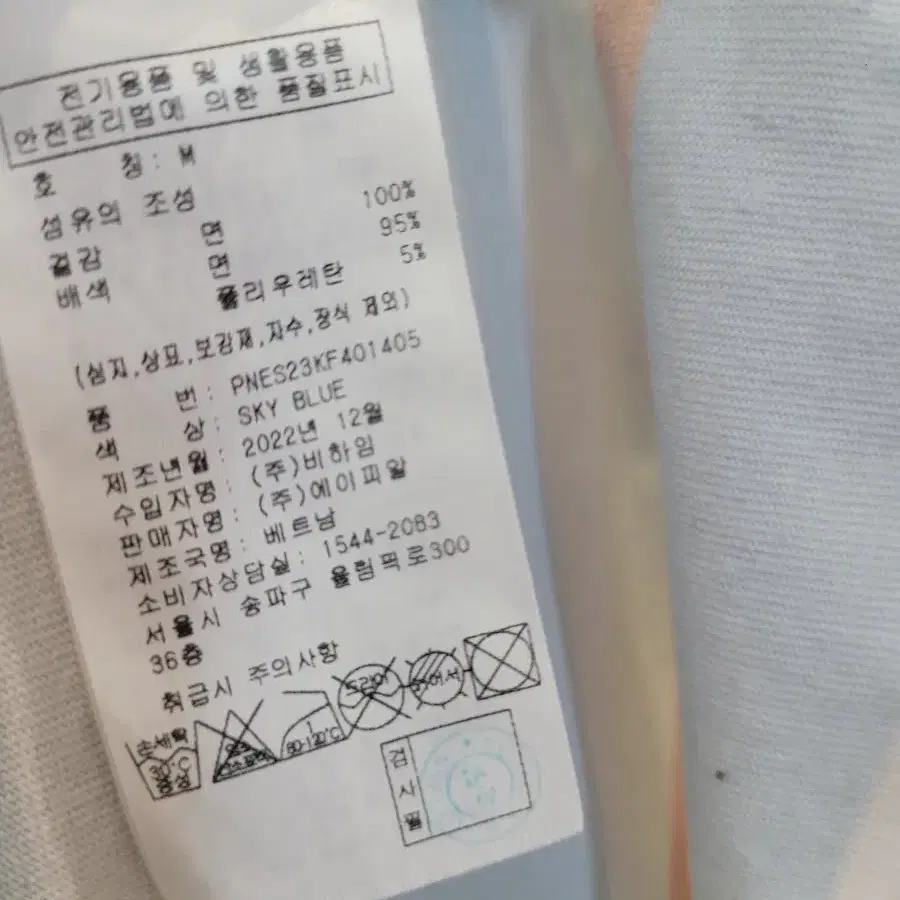 전기용품 및 생활용품
안전관리법에 의한 품질표시
호 칭: M
섬유의 조성
겉감 면 100%
배색 면 95%
폴리우레탄 5%
(심지,상표,보강재,자수,장식 제외)
품 번: PNES23KF401405
색 상: SKY BLUE
제조년월: 2022년 12월
수입자명: (주)비하임
판매자명: (주)에이피알
제조국명: 베트남
소비자상담실: 1544-2083
서울시 송파구 올림픽로300
36층
취급시 주의사항
손세탁
30°C
중성
80-120°C
드라이
검사필